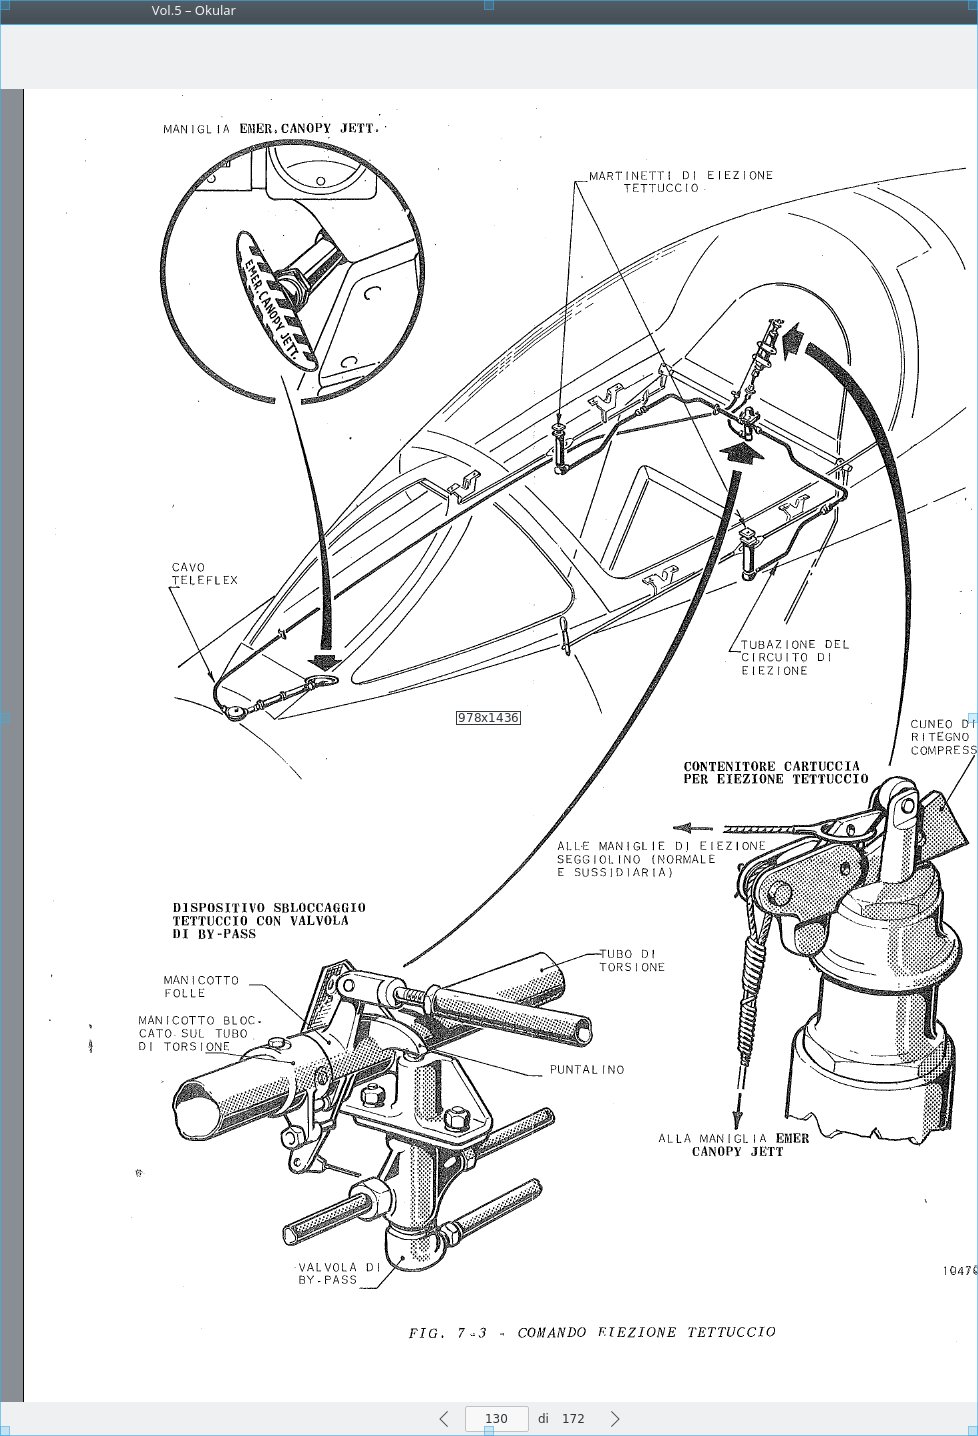 Vol.5 – Okular
MANIGLIA EMER.CANOPY JETT.
MARTINETTI DI EIEZIONE
TETTUCCIO
EMER.CANOPY JETT.
CAVO
TELEFLEX
TUBAZIONE DEL
CIRCUITO DI
EIEZIONE
978x1436
CUNEO DI
RITEGNO
COMPRESS
CONTENITORE CARTUCCIA
PER EIEZIONE TETTUCCIO
ALLE MANIGLIE DI EIEZIONE
SEGGIOLINO (NORMALE
E SUSSIDIARIA)
DISPOSITIVO SBLOCCAGGIO
TETTUCCIO CON VALVOLA
DI BY-PASS
TUBO DI
TORSIONE
MANICOTTO
FOLLE
MANICOTTO BLOC-
CATO SUL TUBO
DI TORSIONE
PUNTALINO
ALLA MANIGLIA EMER
CANOPY JETT
VALVOLA DI
BY-PASS
1047
FIG. 7-3 - COMANDO EIEZIONE TETTUCCIO
130 di 172